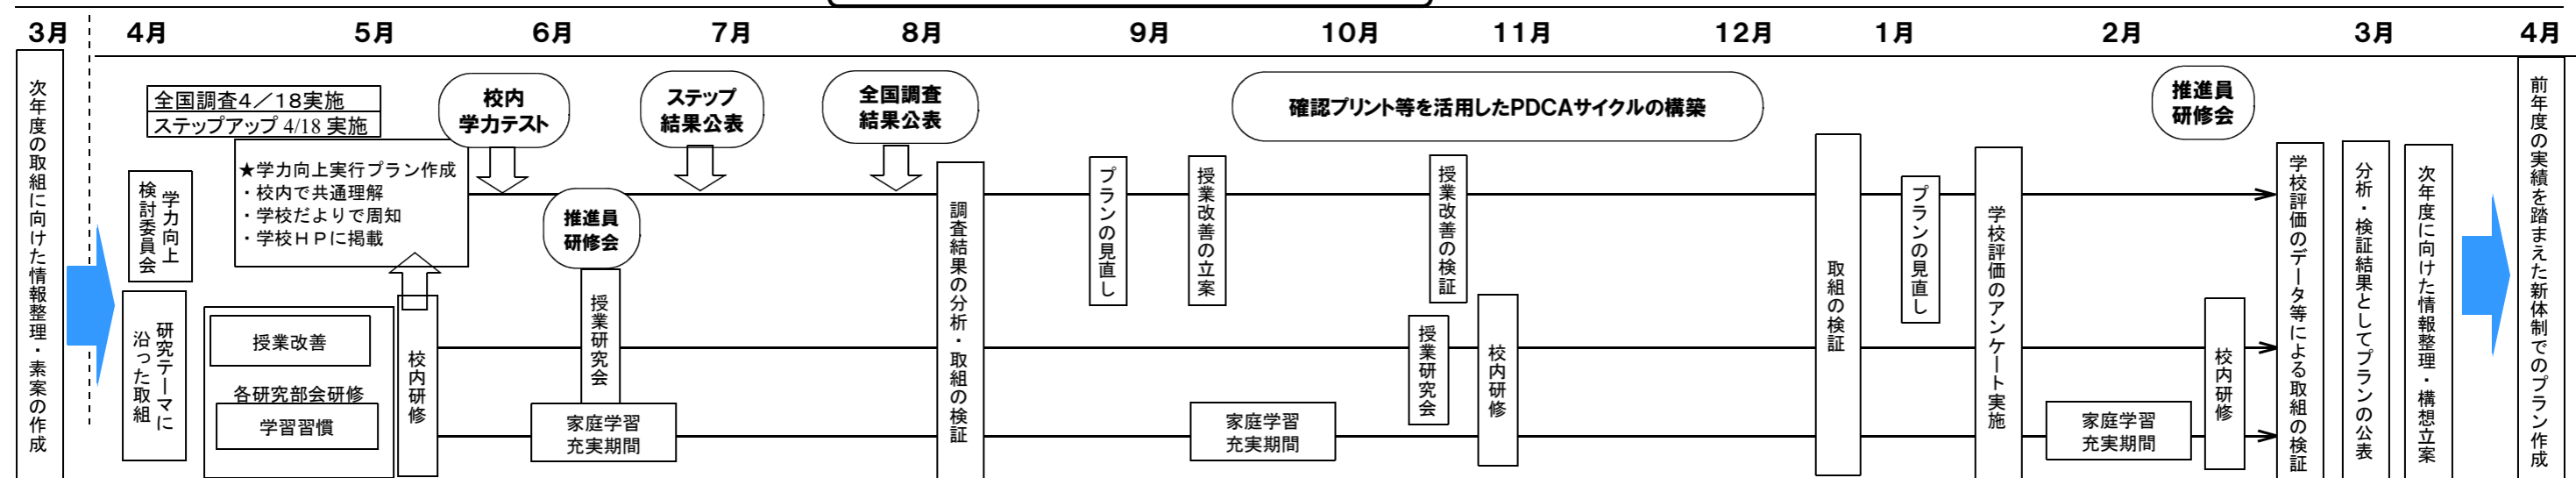 3月
4月
5月
6月
7月
8月
9月
10月
11月
12月
1月
2月
3月
4月
次年度の取組に向けた情報整理・素案の作成
全国調査4／18実施
ステップアップ 4/18 実施
★学力向上実行プラン作成
・校内で共通理解
・学校だよりで周知
・学校ＨＰに掲載
学力向上
検討委員会
研究テーマに
沿った取組
授業改善
各研究部会研修
学習習慣
校内研修
校内
学力テスト
推進員
研修会
授業研究会
家庭学習
充実期間
ステップ
結果公表
全国調査
結果公表
調査結果の分析・取組の検証
プランの見直し
授業改善の立案
家庭学習
充実期間
確認プリント等を活用したPDCAサイクルの構築
授業改善の検証
授業研究会
校内研修
取組の検証
プランの見直し
学校評価のアンケート実施
家庭学習
充実期間
推進員
研修会
校内研修
学校評価のデータ等による取組の検証
分析・検証結果としてプランの公表
次年度に向けた情報整理・構想立案
前年度の実績を踏まえた新体制でのプラン作成